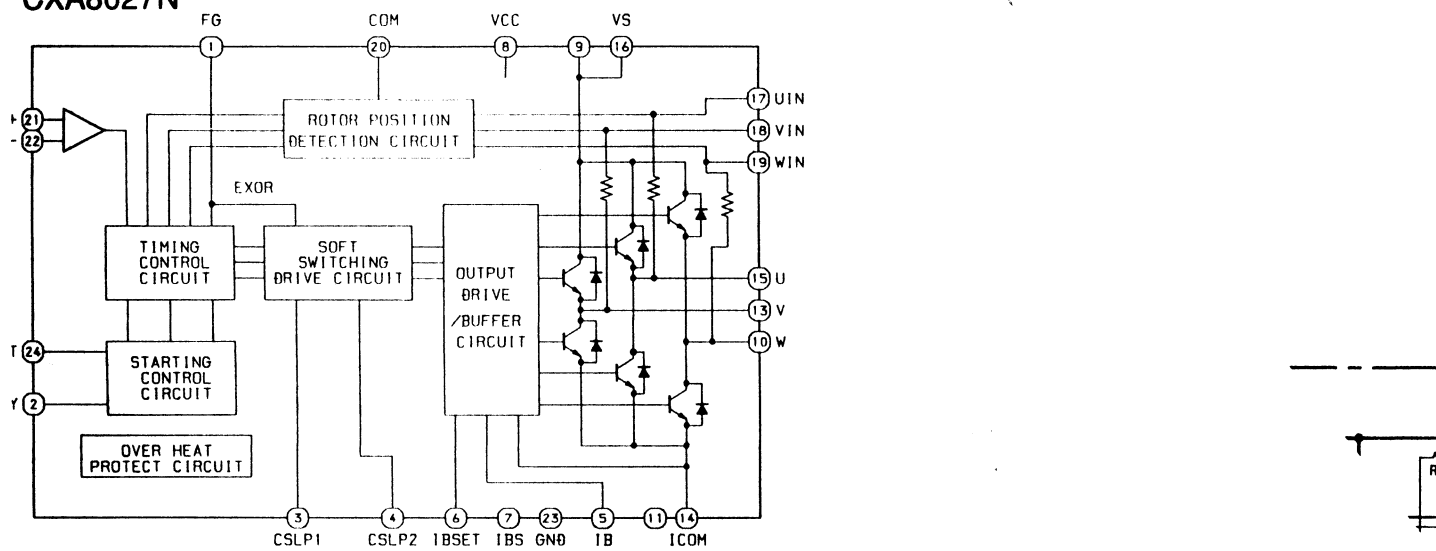 FG COM VCC VS
1 20 8 9 16
17 UIN
21
ROTOR POSITION
DETECTION CIRCUIT
18 VIN
22
19 WIN
EXOR
TIMING
CONTROL
CIRCUIT
SOFT
SWITCHING
DRIVE CIRCUIT
OUTPUT
DRIVE
/BUFFER
CIRCUIT
15 U
13 V
10 W
T 24
STARTING
CONTROL
CIRCUIT
Y 2
OVER HEAT
PROTECT CIRCUIT
3 4 6 7 23 5 11 14
CSLP1 CSLP2 IBSET IBS GND IB ICOM
R